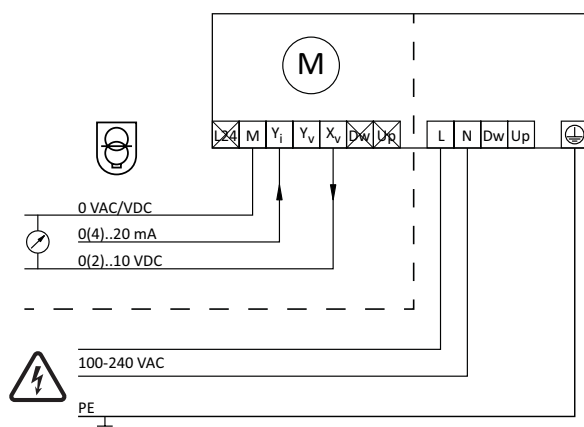 M
L24 M Yi Yv Xv Dw Up L N Dw Up
0 VAC/VDC
0(4)..20 mA
0(2)..10 VDC
100-240 VAC
PE